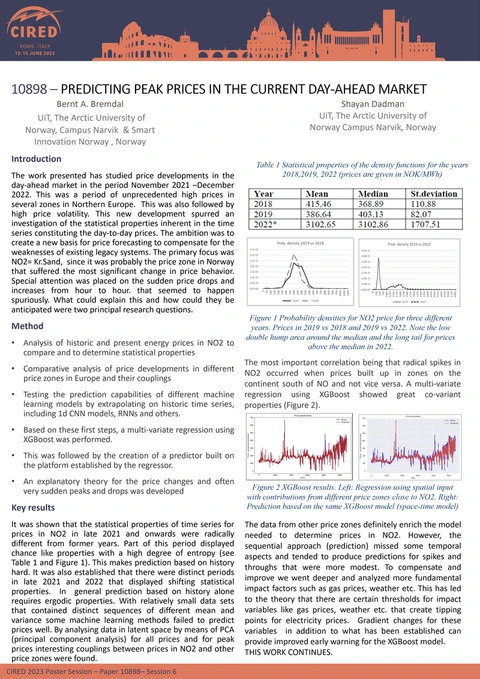 CIRED
ROME, ITALY
12-15 JUNE 2023
10898 – PREDICTING PEAK PRICES IN THE CURRENT DAY-AHEAD MARKET
Bernt A. Bremdal
UiT, The Arctic University of
Norway, Campus Narvik & Smart
Innovation Norway , Norway
Shayan Dadman
UiT, The Arctic University of
Norway Campus Narvik, Norway
Introduction
The work presented has studied price developments in the
day-ahead market in the period November 2021 –December
2022. This was a period of unprecedented high prices in
several zones in Northern Europe. This was also followed by
high price volatility. This new development spurred an
investigation of the statistical properties inherent in the time
series constituting the day-to-day prices. The ambition was to
create a new basis for price forecasting to compensate for the
weaknesses of existing legacy systems. The primary focus was
NO2= Kr.Sand, since it was probably the price zone in Norway
that suffered the most significant change in price behavior.
Special attention was placed on the sudden price drops and
increases from hour to hour. that seemed to happen
spuriously. What could explain this and how could they be
anticipated were two principal research questions.
Method
• Analysis of historic and present energy prices in NO2 to
compare and to determine statistical properties
• Comparative analysis of price developments in different
price zones in Europe and their couplings
• Testing the prediction capabilities of different machine
learning models by extrapolating on historic time series,
including 1d CNN models, RNNs and others.
• Based on these first steps, a multi-variate regression using
XGBoost was performed.
• This was followed by the creation of a predictor built on
the platform established by the regressor.
• An explanatory theory for the price changes and often
very sudden peaks and drops was developed
Key results
It was shown that the statistical properties of time series for
prices in NO2 in late 2021 and onwards were radically
different from former years. Part of this period displayed
chance like properties with a high degree of entropy (see
Table 1 and Figure 1). This makes prediction based on history
hard. It was also established that there were distinct periods
in late 2021 and 2022 that displayed shifting statistical
properties. In general prediction based on history alone
requires ergodic properties. With relatively small data sets
that contained distinct sequences of different mean and
variance some machine learning methods failed to predict
prices well. By analysing data in latent space by means of PCA
(principal component analysis) for all prices and for peak
prices interesting couplings between prices in NO2 and other
price zones were found.
Table 1 Statistical properties of the density functions for the years
2018,2019, 2022 (prices are given in NOK/MWh)
Year Mean Median St.deviation
2018 415.46 368.89 110.88
2019 386.64 403.13 82.07
2022* 3102.65 3102.86 1707,51
Prob. density 2019 vs 2018
Prob. density 2019 vs 2022
Figure 1 Probability densities for NO2 price for three different
years. Prices in 2019 vs 2018 and 2019 vs 2022. Note the low
double hump area around the median and the long tail for prices
above the median in 2022.
The most important correlation being that radical spikes in
NO2 occurred when prices built up in zones on the
continent south of NO and not vice versa. A multi-variate
regression using XGBoost showed great co-variant
properties (Figure 2).
Figure 2 XGBoost results. Left: Regression using spatial input
with contributions from different price zones close to NO2. Right:
Prediction based on the same XGBoost model (space-time model)
The data from other price zones definitely enrich the model
needed to determine prices in NO2. However, the
sequential approach (prediction) missed some temporal
aspects and tended to produce predictions for spikes and
throughs that were more modest. To compensate and
improve we went deeper and analyzed more fundamental
impact factors such as gas prices, weather etc. This has led
to the theory that there are certain thresholds for impact
variables like gas prices, weather etc. that create tipping
points for electricity prices. Gradient changes for these
variables in addition to what has been established can
provide improved early warning for the XGBoost model.
THIS WORK CONTINUES.
CIRED 2023 Poster Session – Paper 10898– Session 6